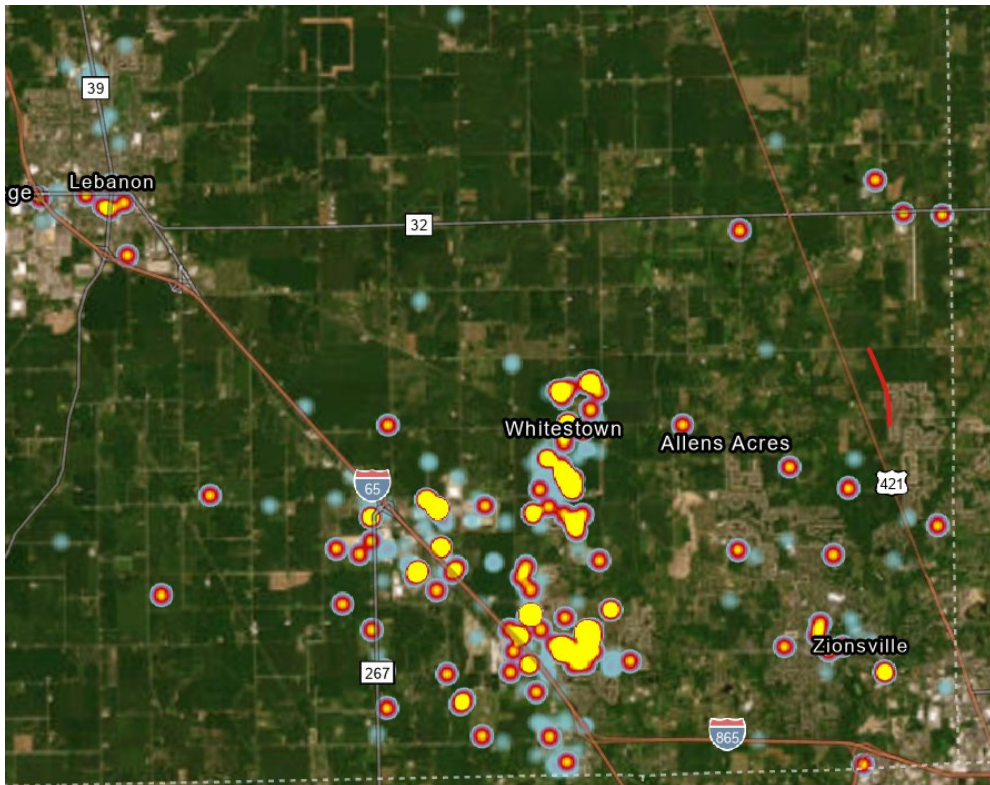 39
Lebanon
ge
32
Whitestown
Allens Acres
65
421
Zionsville
267
865